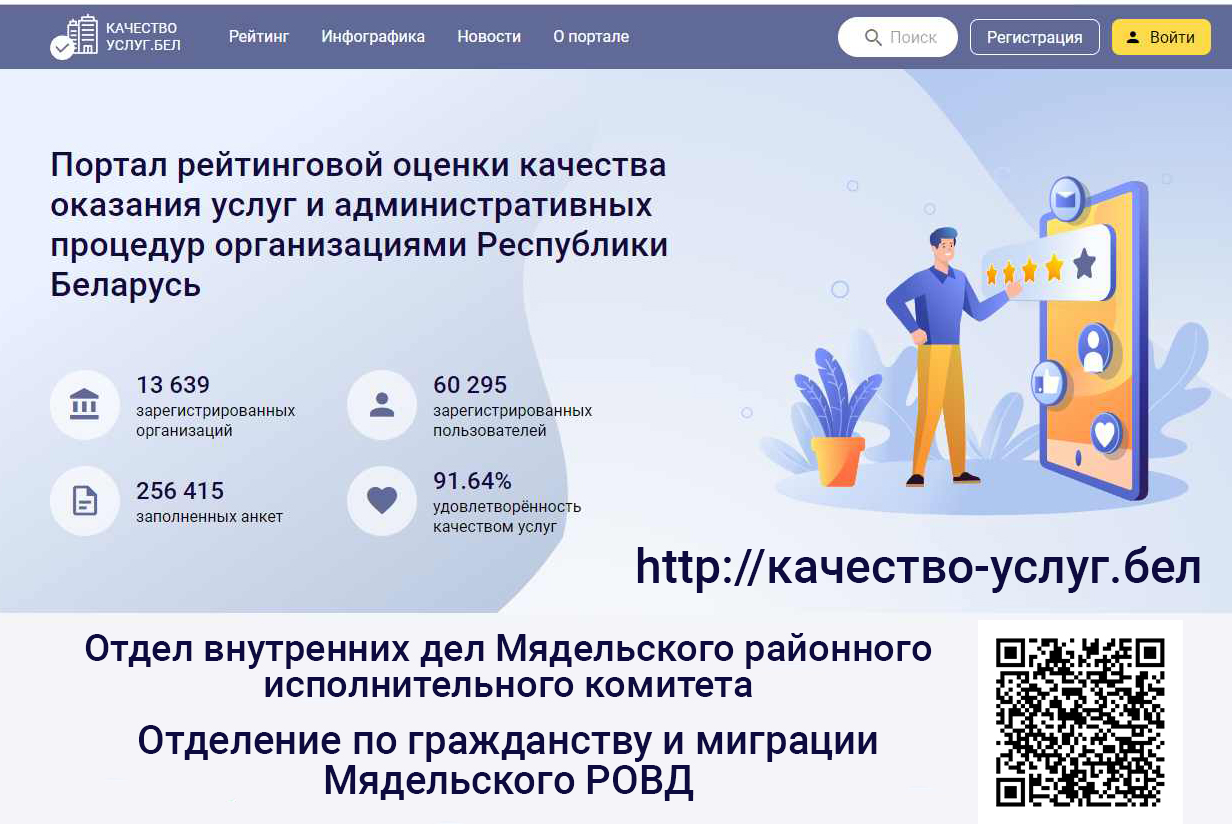 КАЧЕСТВО
УСЛУГ.БЕЛ
Рейтинг
Инфографика
Новости
О портале
Поиск
Регистрация
Войти
Портал рейтинговой оценки качества
оказания услуг и административных
процедур организациями Республики
Беларусь
13 639
зарегистрированных
организаций
60 295
зарегистрированных
пользователей
256 415
заполненных анкет
91.64%
удовлетворённость
качеством услуг
http://качество-услуг.бел
Отдел внутренних дел Мядельского районного
исполнительного комитета
Отделение по гражданству и миграции
Мядельского РОВД